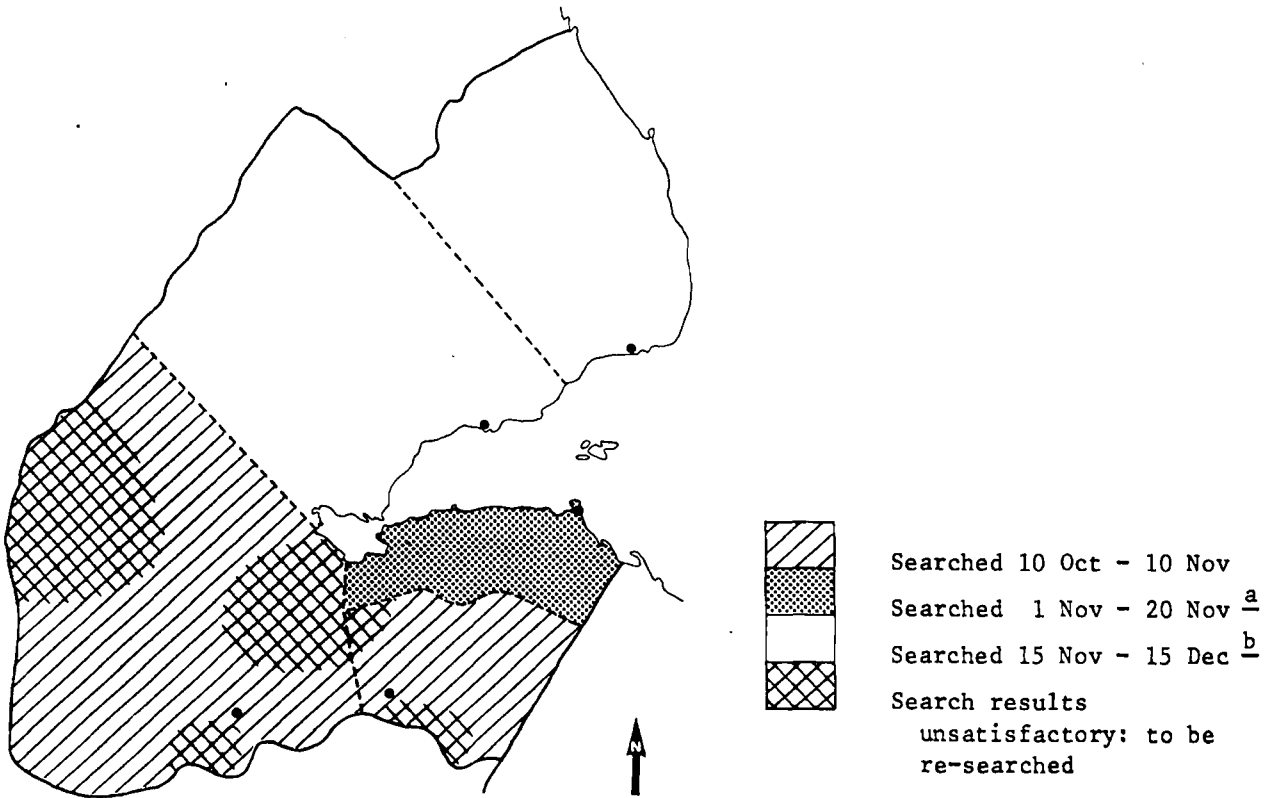 Searched 10 Oct - 10 Nov
Searched 1 Nov - 20 Nov a
Searched 15 Nov - 15 Dec b
Search results
unsatisfactory: to be
re-searched
N